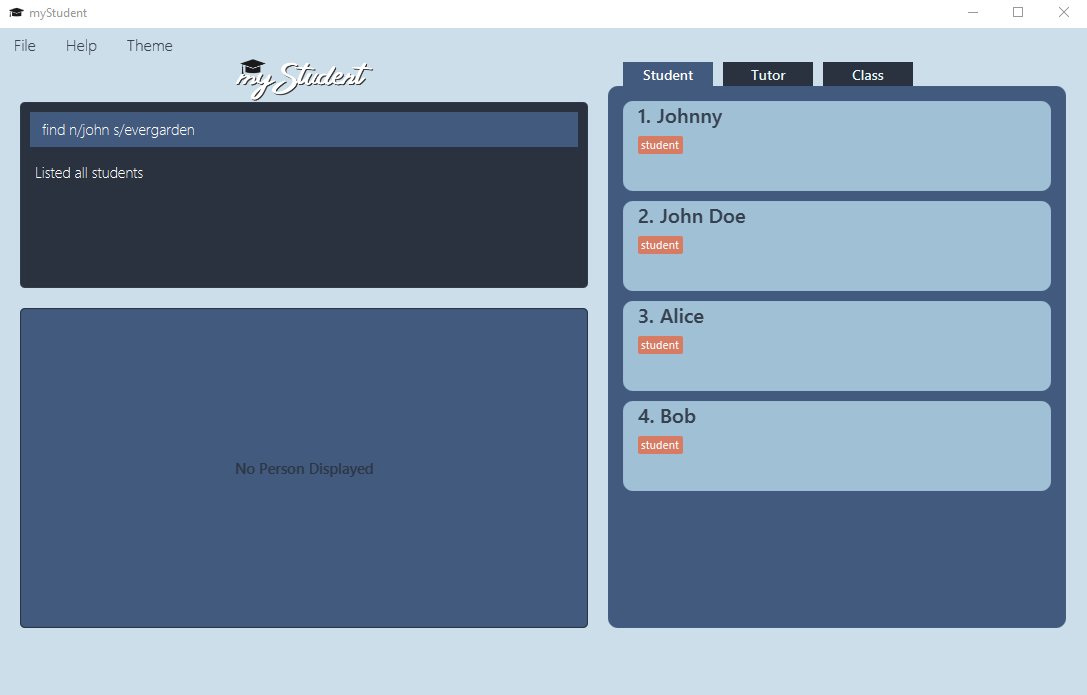 myStudent
File Help Theme
myStudent
find n/john s/evergarden
Listed all students
No Person Displayed
Student Tutor Class
1. Johnny
student
2. John Doe
student
3. Alice
student
4. Bob
student